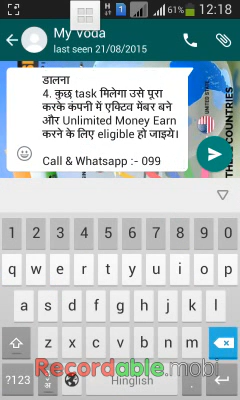 61% 12:18
My Voda
last seen 21/08/2015
डालना
4. कुछ task मिलेगा उसे पूरा
करके कंपनी में एक्टिव मेंबर बने
और Unlimited Money Earn
करने के लिए eligible हो जाइये।
Call & Whatsapp :- 099
UNITED STATES
COUNTRIES
1 2 3 4 5 6 7 8 9 0
q w e r t y u i o p
a s d f g h j k l
z x c v b n m
Recordable.mobi
?123 Hinglish .